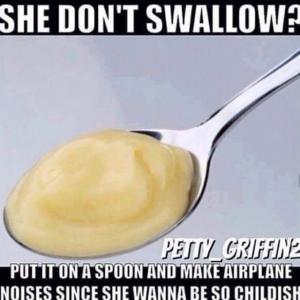 SHE DON'T SWALLOW?
PETTY_GRIFFIN2
PUT IT ON A SPOON AND MAKE AIRPLANE
NOISES SINCE SHE WANNA BE SO CHILDISH